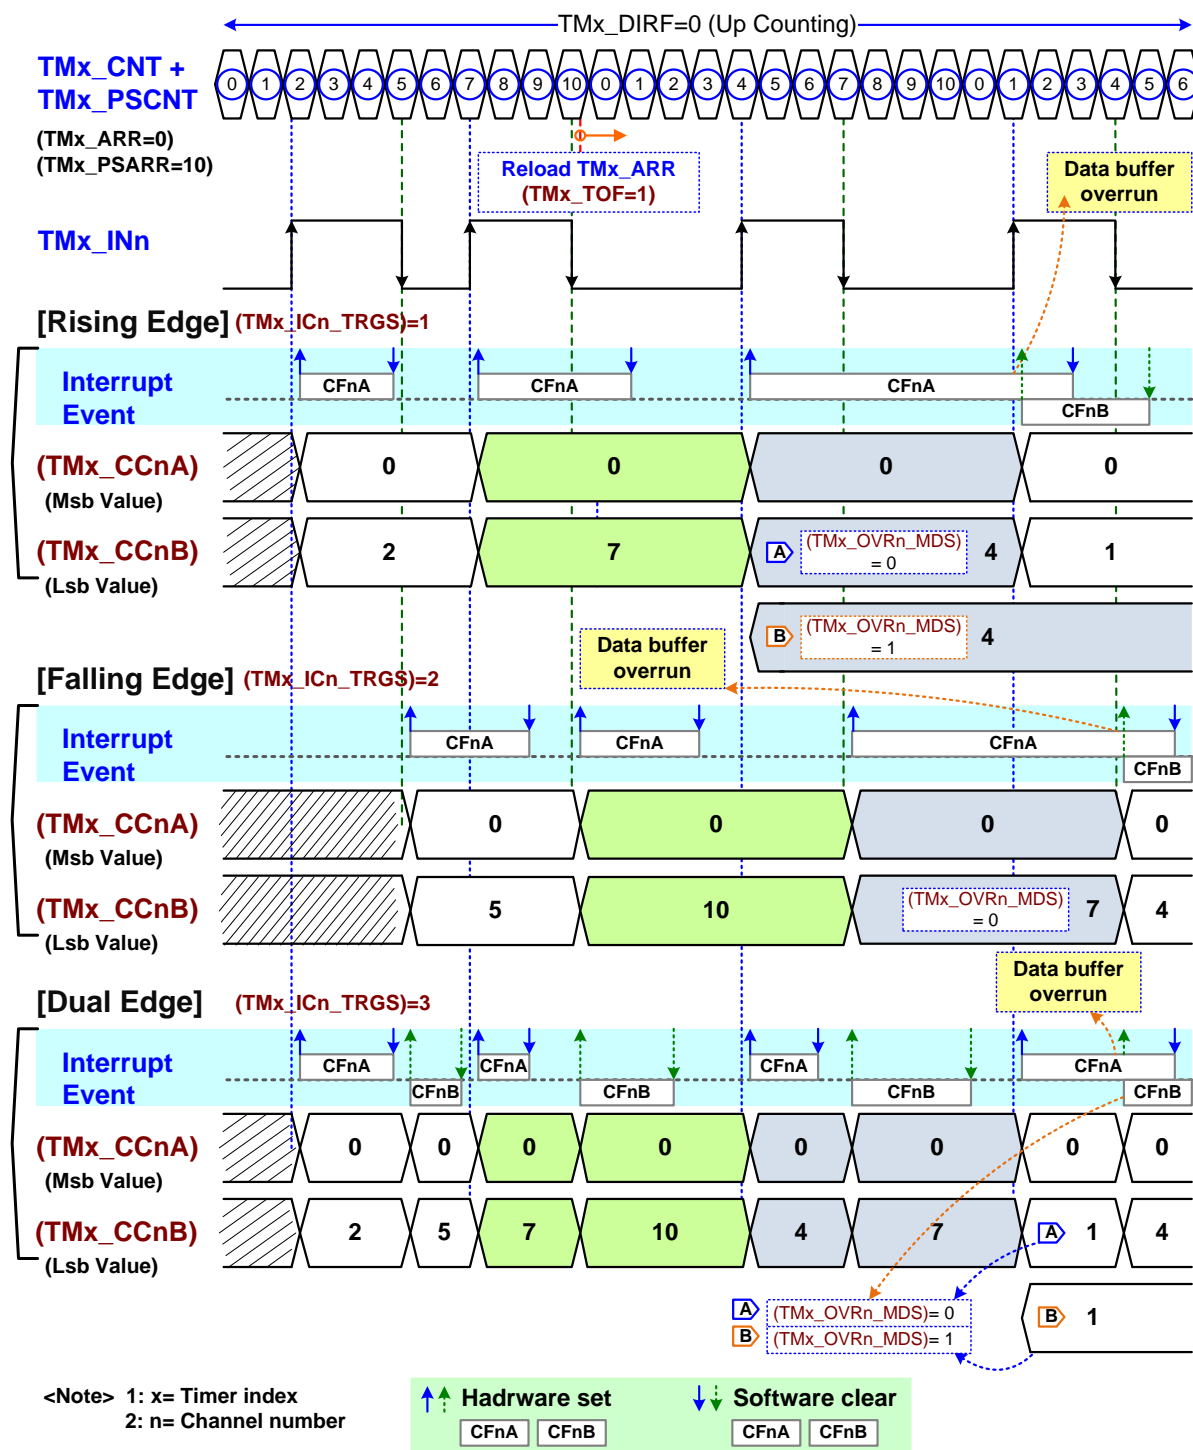 TMx_DIRF=0 (Up Counting)
TMx_CNT +
TMx_PSCNT
0 1 2 3 4 5 6 7 8 9 10 0 1 2 3 4 5 6 7 8 9 10 0 1 2 3 4 5 6
(TMx_ARR=0)
(TMx_PSARR=10)
Reload TMx_ARR
(TMx_TOF=1)
Data buffer
overrun
TMx_INn
[Rising Edge] (TMx_ICn_TRGS)=1
Interrupt
Event
CFnA CFnA CFnA
CFnB
(TMx_CCnA)
(Msb Value)
0 0 0 0
(TMx_CCnB)
(Lsb Value)
2 7 A (TMx_OVRn_MDS) 4 1
= 0
B (TMx_OVRn_MDS) 4
= 1
Data buffer
overrun
[Falling Edge] (TMx_ICn_TRGS)=2
Interrupt
Event
CFnA CFnA CFnA
CFnB
(TMx_CCnA)
(Msb Value)
0 0 0 0
(TMx_CCnB)
(Lsb Value)
5 10 (TMx_OVRn_MDS) 7 4
= 0
Data buffer
overrun
[Dual Edge] (TMx_ICn_TRGS)=3
Interrupt
Event
CFnA CFnA CFnA CFnA
CFnB CFnB CFnB CFnB
(TMx_CCnA)
(Msb Value)
0 0 0 0 0 0 0 0
(TMx_CCnB)
(Lsb Value)
2 5 7 10 4 7 A 1 4
A (TMx_OVRn_MDS)= 0
B (TMx_OVRn_MDS)= 1
B 1
<Note> 1: x= Timer index
2: n= Channel number
Hadrware set
CFnA CFnB
Software clear
CFnA CFnB